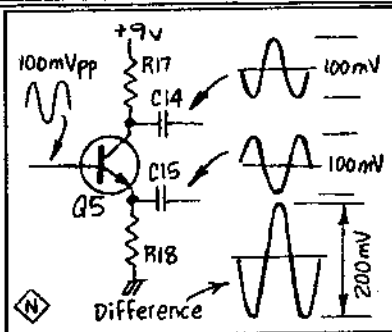 +9v
100mVpp
R17
C14
100mV
C15
100mV
Q5
R18
200mV
N
Difference